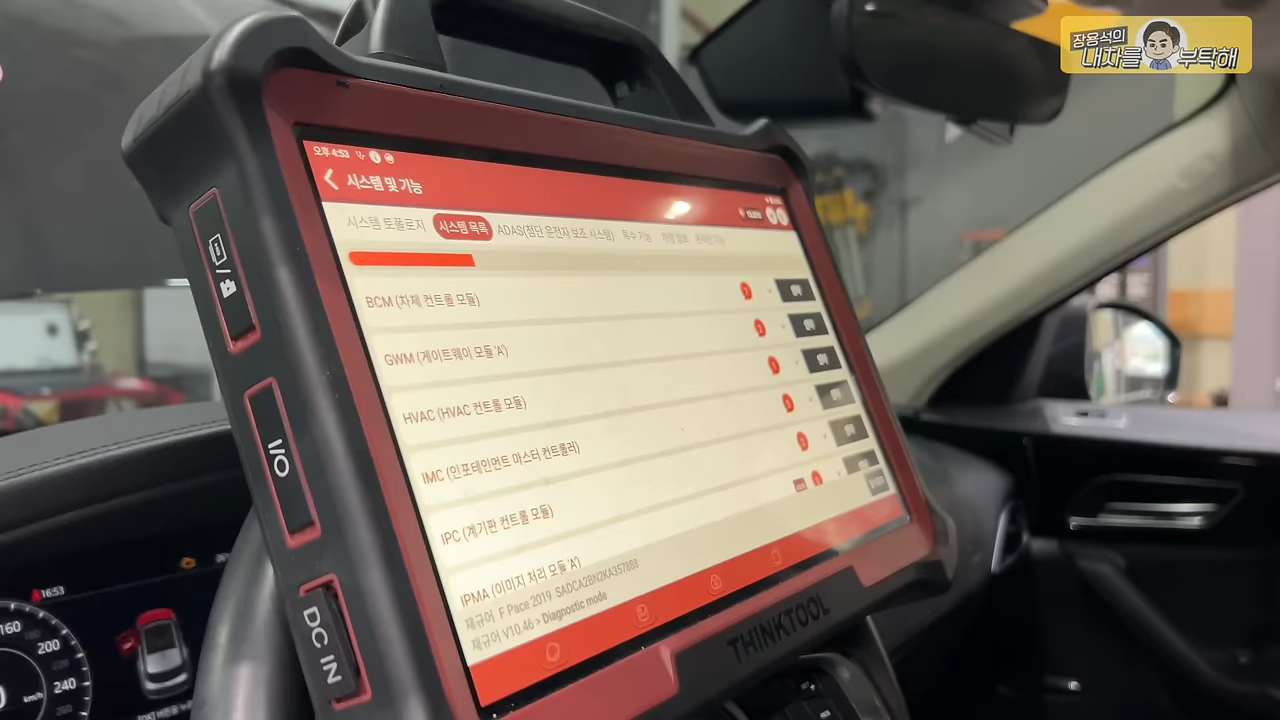 장용석의
내차를 부탁해
오후 4:53
시스템 및 기능
시스템 토폴로지 시스템 목록 ADAS(첨단 운전자 보조 시스템) 특수 기능
BCM (차체 컨트롤 모듈)
GWM (게이트웨이 모듈 'A')
HVAC (HVAC 컨트롤 모듈)
IMC (인포테인먼트 마스터 컨트롤러)
IPC (계기판 컨트롤 모듈)
IPMA (이미지 처리 모듈 'A')
재규어 F Pace 2019 SADCA2BN2KA357888
재규어 V10.46 > Diagnostic mode
THINKTOOL
I/O
DC IN
16:53
160
180
200
220
240
260
km/h